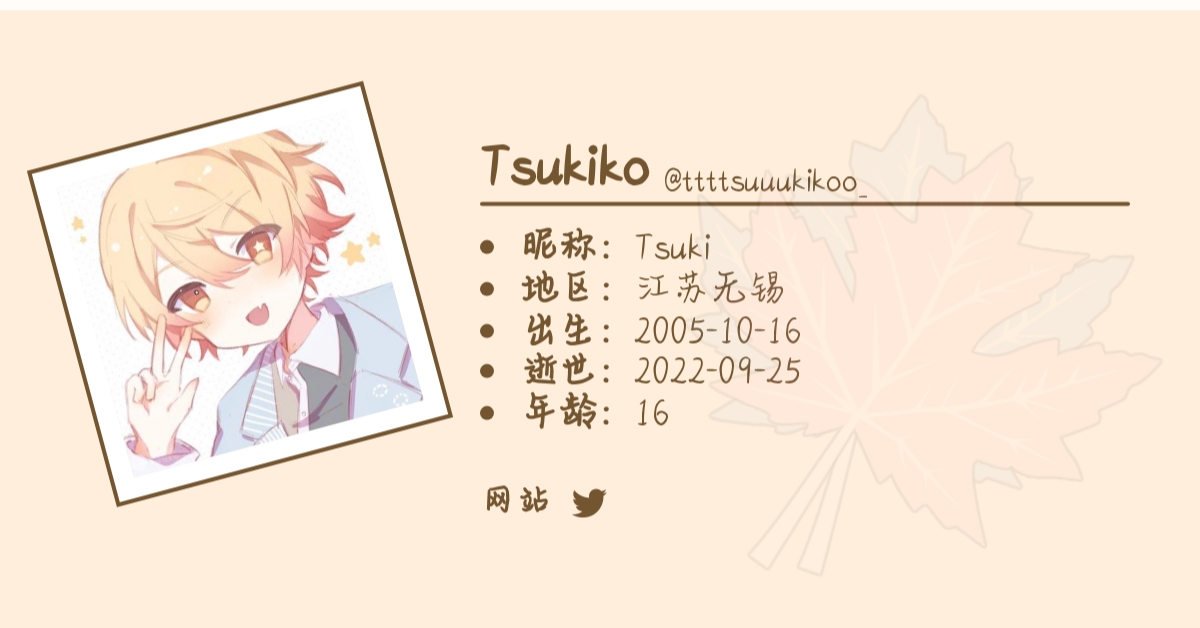 Tsukiko @ttttsuuukikoo_
• 昵称： Tsuki
• 地区： 江苏无锡
• 出生： 2005-10-16
• 逝世： 2022-09-25
• 年龄： 16
网站